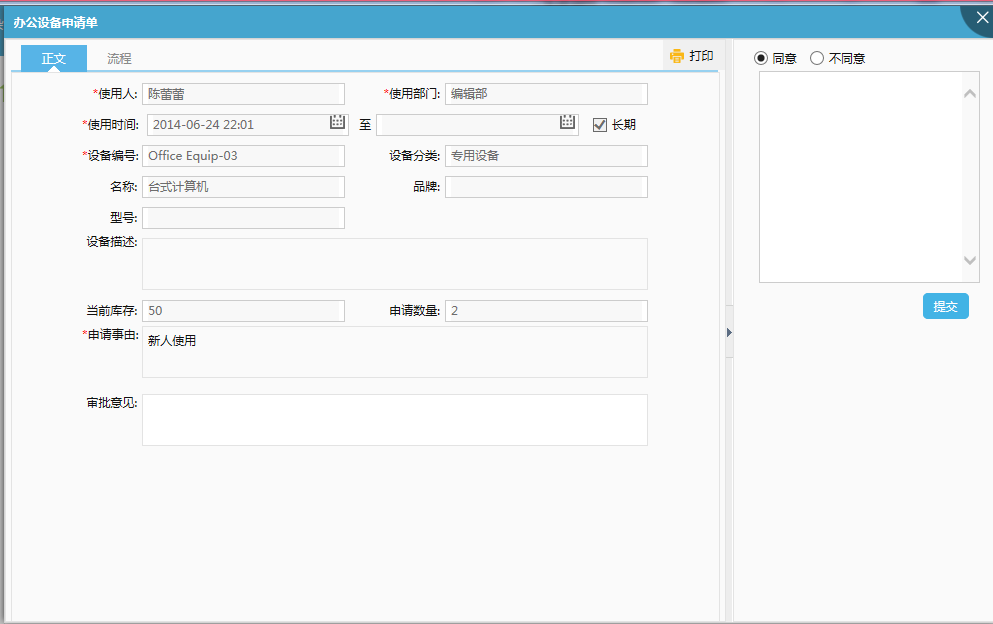 办公设备申请单
正文 流程 打印
*使用人: 陈蕾蕾 *使用部门: 编辑部
*使用时间: 2014-06-24 22:01 至 长期
*设备编号: Office Equip-03 设备分类: 专用设备
名称: 台式计算机 品牌:
型号:
设备描述:
当前库存: 50 申请数量: 2
*申请事由: 新人使用
审批意见:
同意 不同意
提交